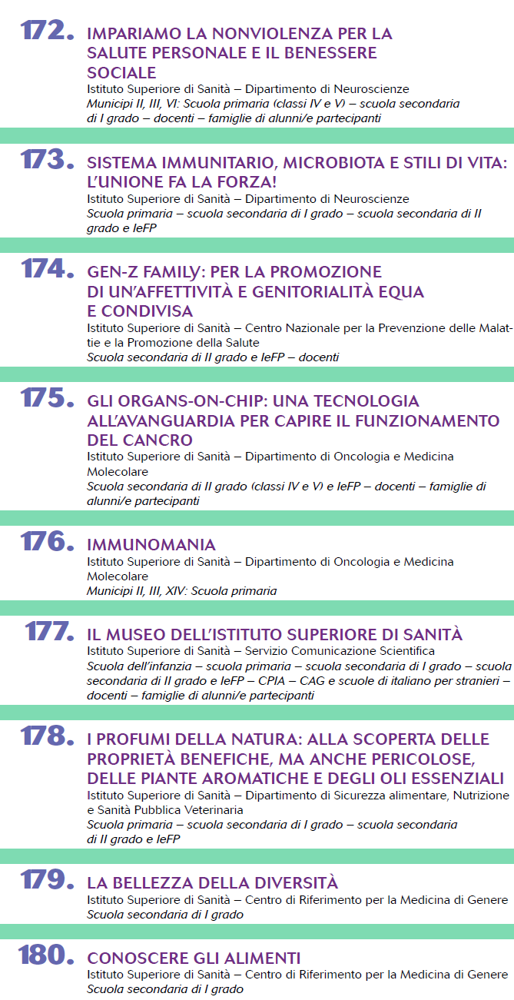 172. IMPARIAMO LA NONVIOLENZA PER LA
SALUTE PERSONALE E IL BENESSERE
SOCIALE
Istituto Superiore di Sanità – Dipartimento di Neuroscienze
Municipi II, III, VI: Scuola primaria (classi IV e V) – scuola secondaria
di I grado – docenti – famiglie di alunni/e partecipanti
173. SISTEMA IMMUNITARIO, MICROBIOTA E STILI DI VITA:
L'UNIONE FA LA FORZA!
Istituto Superiore di Sanità – Dipartimento di Neuroscienze
Scuola primaria – scuola secondaria di I grado – scuola secondaria di II
grado e IeFP
174. GEN-Z FAMILY: PER LA PROMOZIONE
DI UN'AFFETTIVITÀ E GENITORIALITÀ EQUA
E CONDIVISA
Istituto Superiore di Sanità – Centro Nazionale per la Prevenzione delle Malat-
tie e la Promozione della Salute
Scuola secondaria di II grado e IeFP – docenti
175. GLI ORGANS-ON-CHIP: UNA TECNOLOGIA
ALL'AVANGUARDIA PER CAPIRE IL FUNZIONAMENTO
DEL CANCRO
Istituto Superiore di Sanità – Dipartimento di Oncologia e Medicina
Molecolare
Scuola secondaria di II grado (classi IV e V) e IeFP – docenti – famiglie di
alunni/e partecipanti
176. IMMUNOMANIA
Istituto Superiore di Sanità – Dipartimento di Oncologia e Medicina
Molecolare
Municipi II, III, XIV: Scuola primaria
177. IL MUSEO DELL'ISTITUTO SUPERIORE DI SANITÀ
Istituto Superiore di Sanità – Servizio Comunicazione Scientifica
Scuola dell'infanzia – scuola primaria – scuola secondaria di I grado – scuola
secondaria di II grado e IeFP – CPIA – CAG e scuole di italiano per stranieri –
docenti – famiglie di alunni/e partecipanti
178. I PROFUMI DELLA NATURA: ALLA SCOPERTA DELLE
PROPRIETÀ BENEFICHE, MA ANCHE PERICOLOSE,
DELLE PIANTE AROMATICHE E DEGLI OLI ESSENZIALI
Istituto Superiore di Sanità – Dipartimento di Sicurezza alimentare, Nutrizione
e Sanità Pubblica Veterinaria
Scuola primaria – scuola secondaria di I grado – scuola secondaria
di II grado e IeFP
179. LA BELLEZZA DELLA DIVERSITÀ
Istituto Superiore di Sanità – Centro di Riferimento per la Medicina di Genere
Scuola secondaria di I grado
180. CONOSCERE GLI ALIMENTI
Istituto Superiore di Sanità – Centro di Riferimento per la Medicina di Genere
Scuola secondaria di I grado